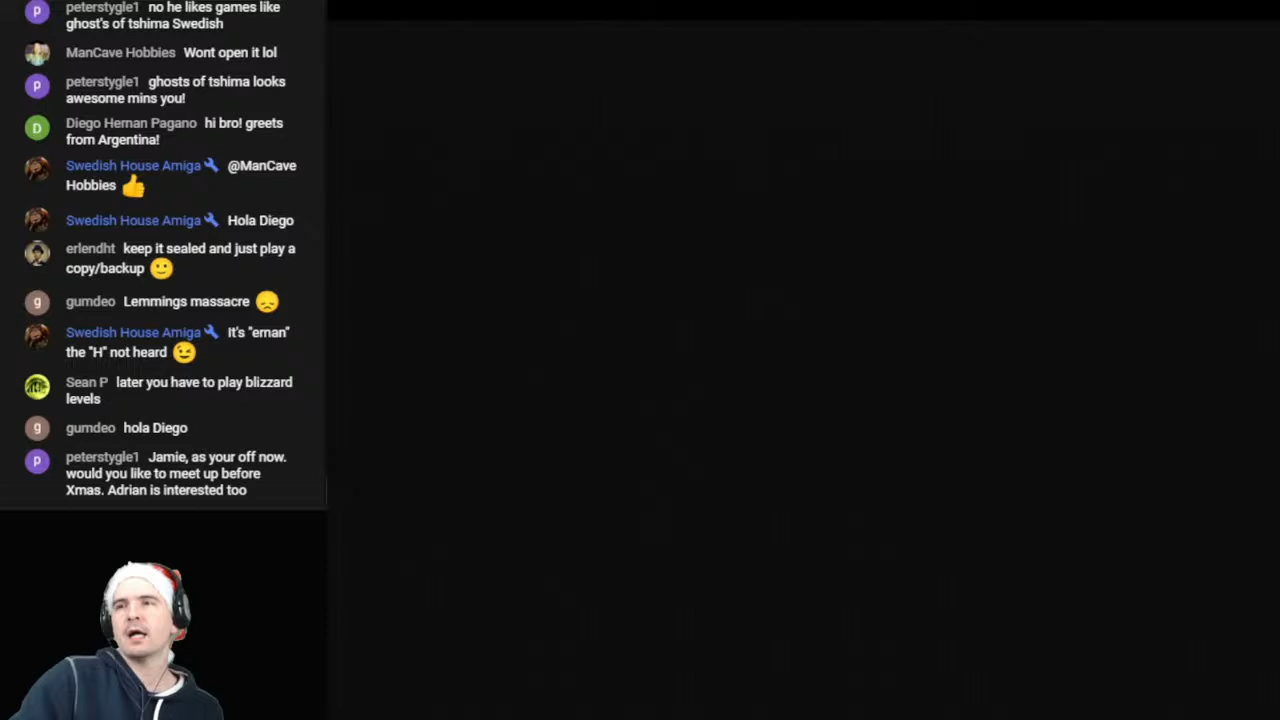 peterstygle1 no he likes games like
ghost's of tshima Swedish
ManCave Hobbies Wont open it lol
peterstygle1 ghosts of tshima looks
awesome mins you!
Diego Hernan Pagano hi bro! greets
from Argentina!
Swedish House Amiga @ManCave
Hobbies 👍
Swedish House Amiga Hola Diego
erlendht keep it sealed and just play a
copy/backup 🙂
gumdeo Lemmings massacre 😞
Swedish House Amiga It's "ernan"
the "H" not heard 😉
Sean P later you have to play blizzard
levels
gumdeo hola Diego
peterstygle1 Jamie, as your off now.
would you like to meet up before
Xmas. Adrian is interested too